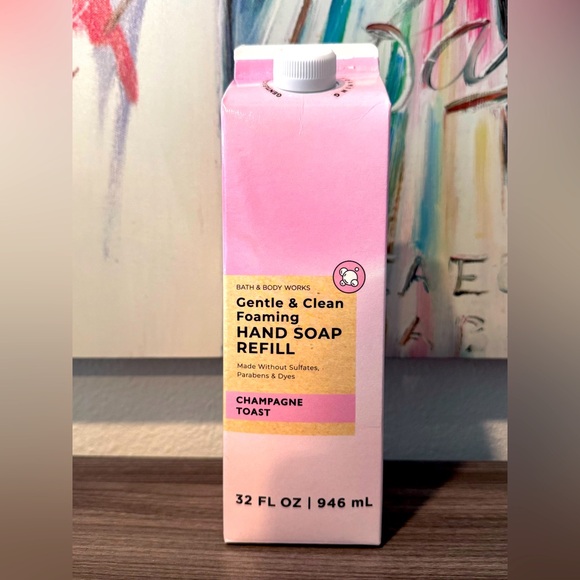 BATH & BODY WORKS
Gentle & Clean
Foaming
HAND SOAP
REFILL
Made Without Sulfates,
Parabens & Dyes
CHAMPAGNE
TOAST
32 FL OZ | 946 mL